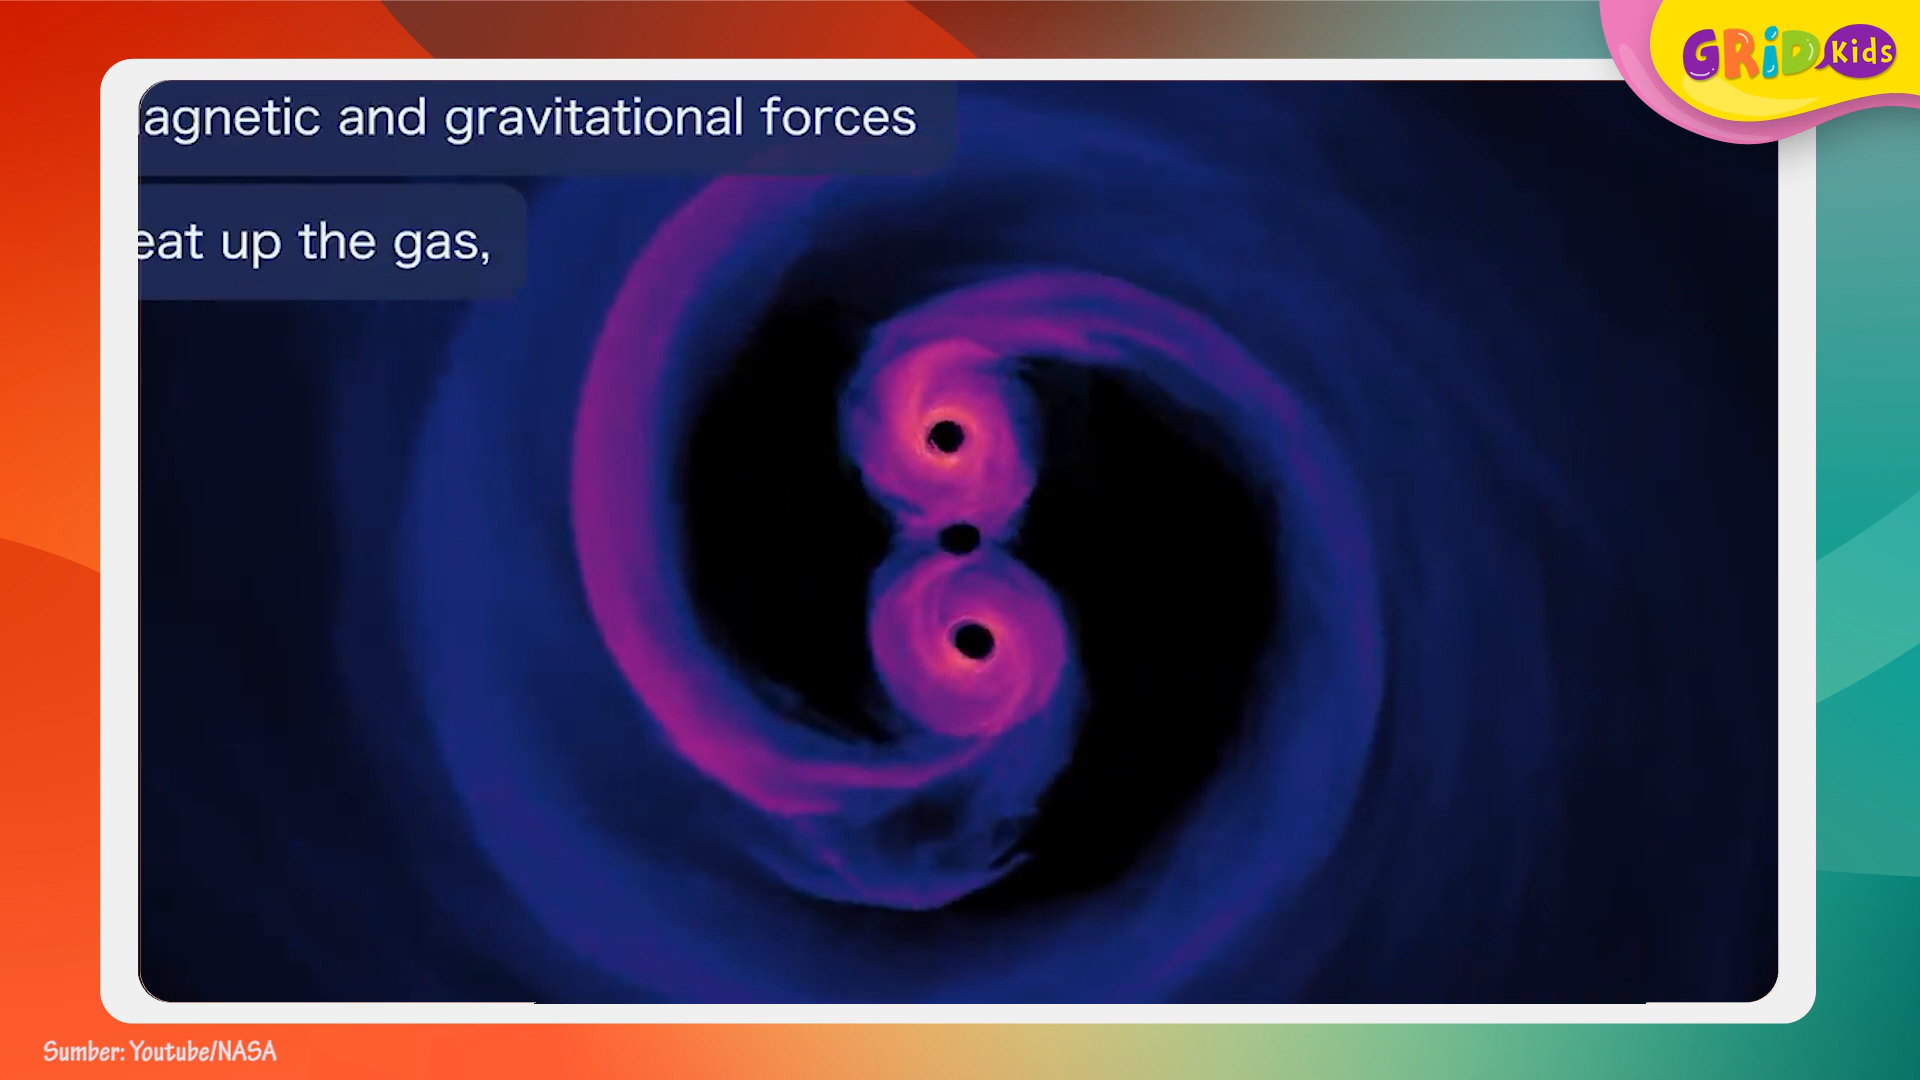 GRiD Kids
agnetic and gravitational forces
eat up the gas,
Sumber: Youtube/NASA